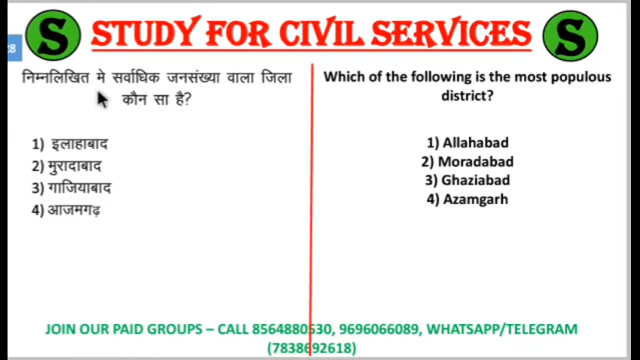 28
S STUDY FOR CIVIL SERVICES S
निम्नलिखित मे सर्वाधिक जनसंख्या वाला जिला
कौन सा है?
1) इलाहाबाद
2) मुरादाबाद
3) गाजियाबाद
4) आजमगढ़
Which of the following is the most populous
district?
1) Allahabad
2) Moradabad
3) Ghaziabad
4) Azamgarh
JOIN OUR PAID GROUPS – CALL 8564880530, 9696066089, WHATSAPP/TELEGRAM
(7838692618)